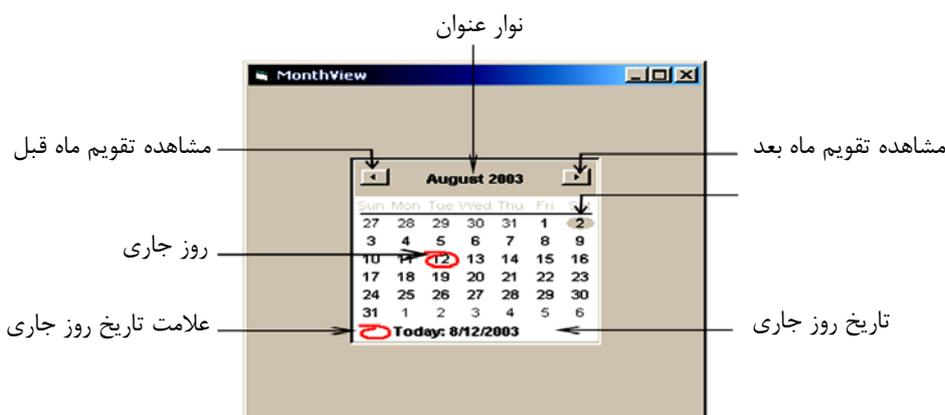 نوار عنوان
MonthView
مشاهده تقویم ماه قبل
مشاهده تقویم ماه بعد
August 2003
Sun Mon Tue Wed Thu Fri Sat
27 28 29 30 31 1 2
3 4 5 6 7 8 9
روز جاری
10 11 12 13 14 15 16
17 18 19 20 21 22 23
24 25 26 27 28 29 30
31 1 2 3 4 5 6
علامت تاریخ روز جاری
Today: 8/12/2003
تاریخ روز جاری